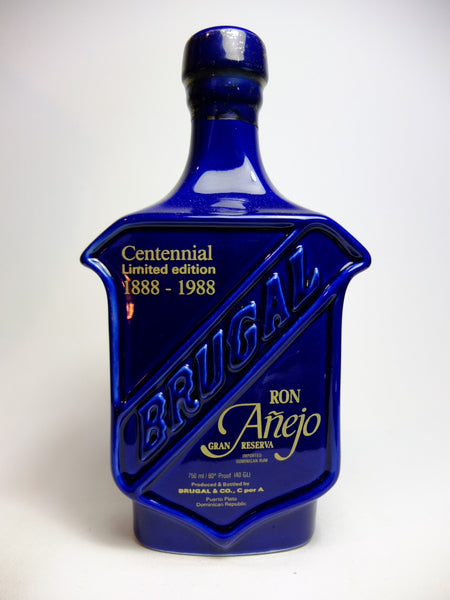 Centennial
Limited edition
1888 - 1988
BRUGAL
RON
Añejo
GRAN RESERVA
IMPORTED
DOMINICAN RUM
750 ml / 80° Proof (40 GL)
Produced & Bottled by
BRUGAL & CO., C por A
Puerto Plata
Dominican Republic